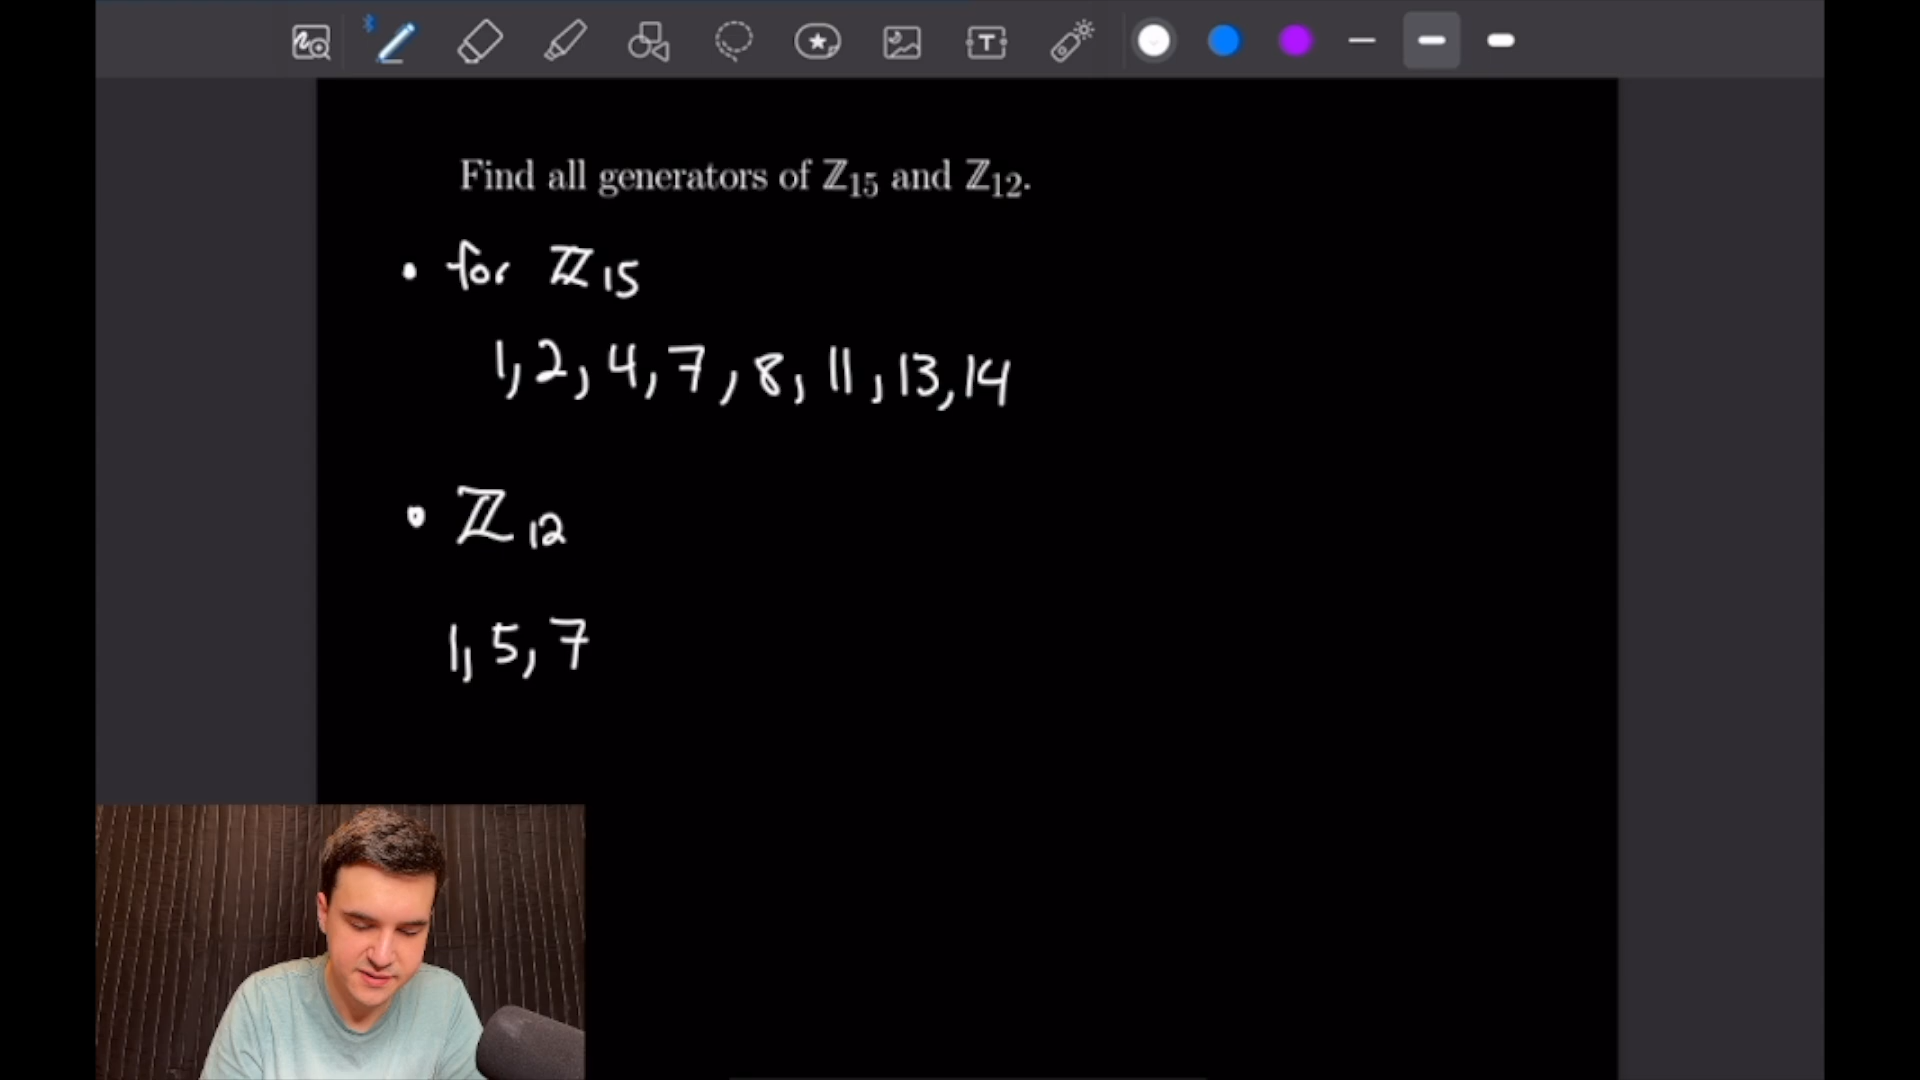 Find all generators of ℤ₁₅ and ℤ₁₂.
• for ℤ₁₅
1, 2, 4, 7, 8, 11, 13, 14
• ℤ₁₂
1, 5, 7